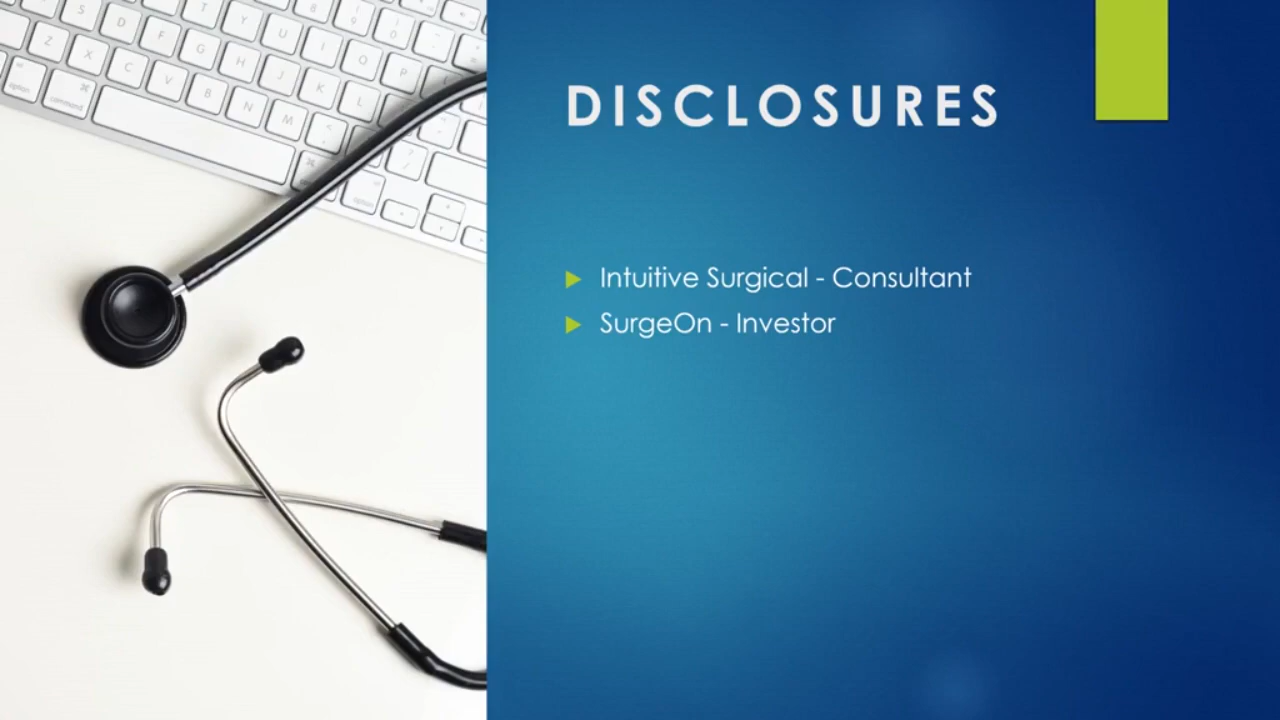 DISCLOSURES
Intuitive Surgical - Consultant
SurgeOn - Investor